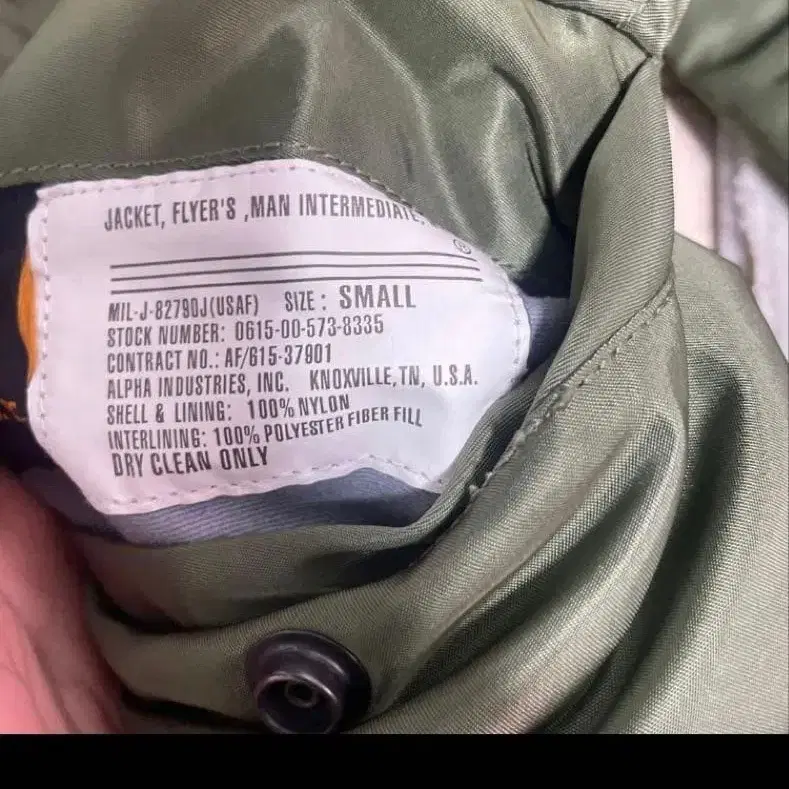 JACKET, FLYER'S ,MAN INTERMEDIATE,
®
MIL-J-82790J(USAF) SIZE : SMALL
STOCK NUMBER: 0615-00-573-8335
CONTRACT NO.: AF/615-37901
ALPHA INDUSTRIES, INC. KNOXVILLE, TN, U.S.A.
SHELL & LINING: 100% NYLON
INTERLINING: 100% POLYESTER FIBER FILL
DRY CLEAN ONLY